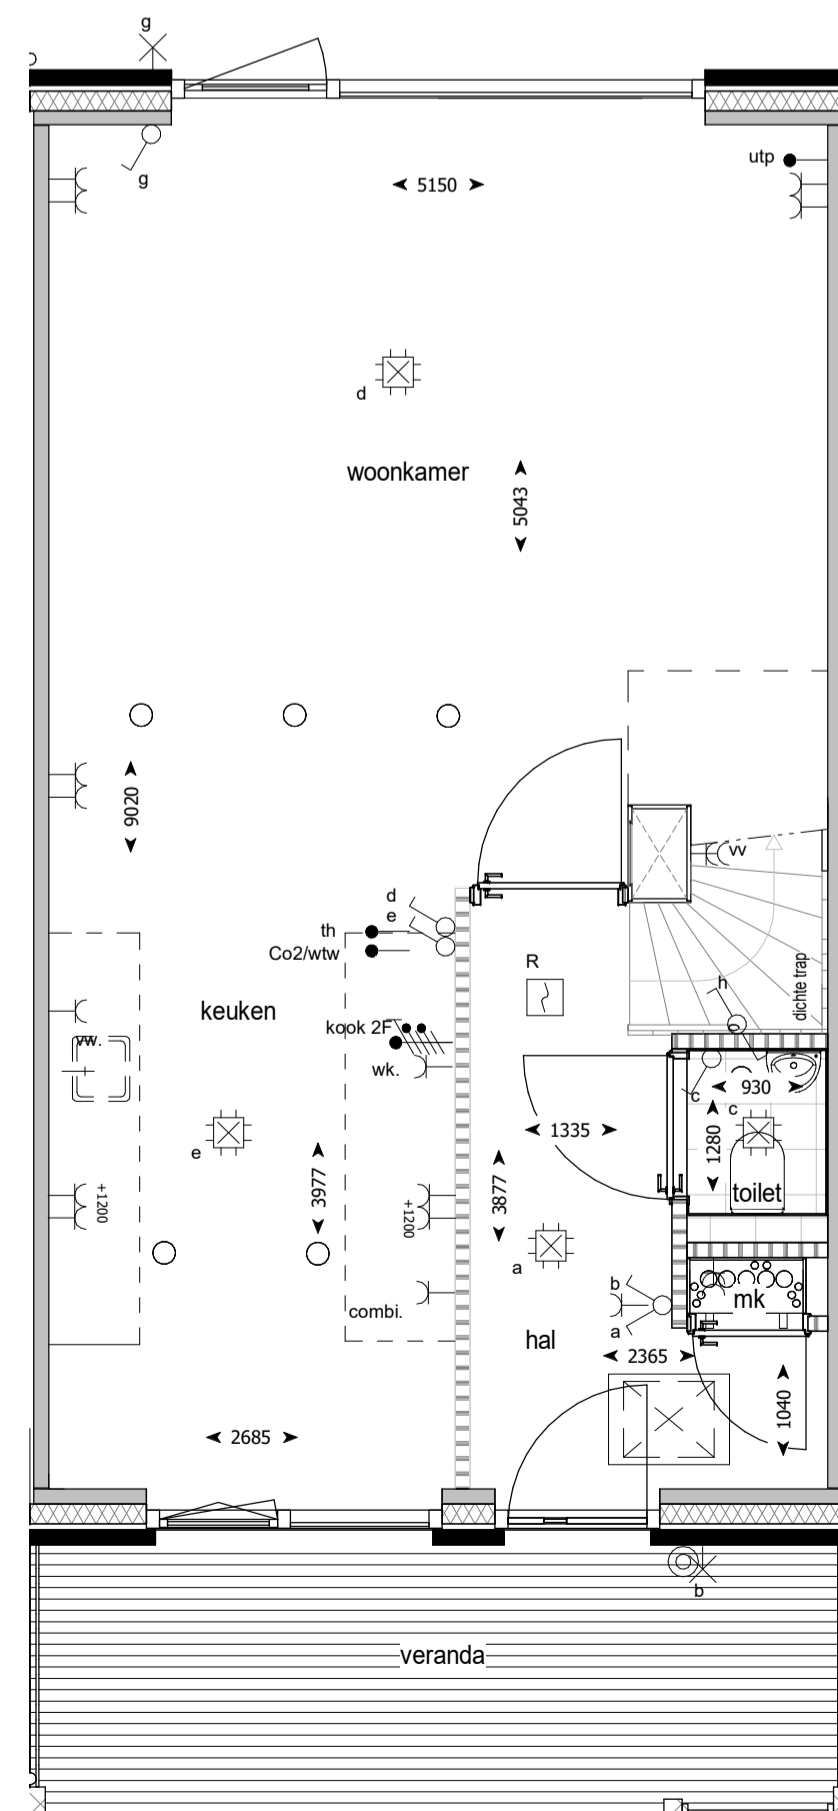 g
g
utp
5150
d
woonkamer
5043
9020
vv
d
e
th
Co2/wtw
R
dichte trap
h
keuken
kook 2F
vw.
wk.
c
930
c
1335
1280
e
3977
3877
toilet
+1200
+1200
a
b
mk
combi.
a
hal
2365
1040
2685
b
veranda